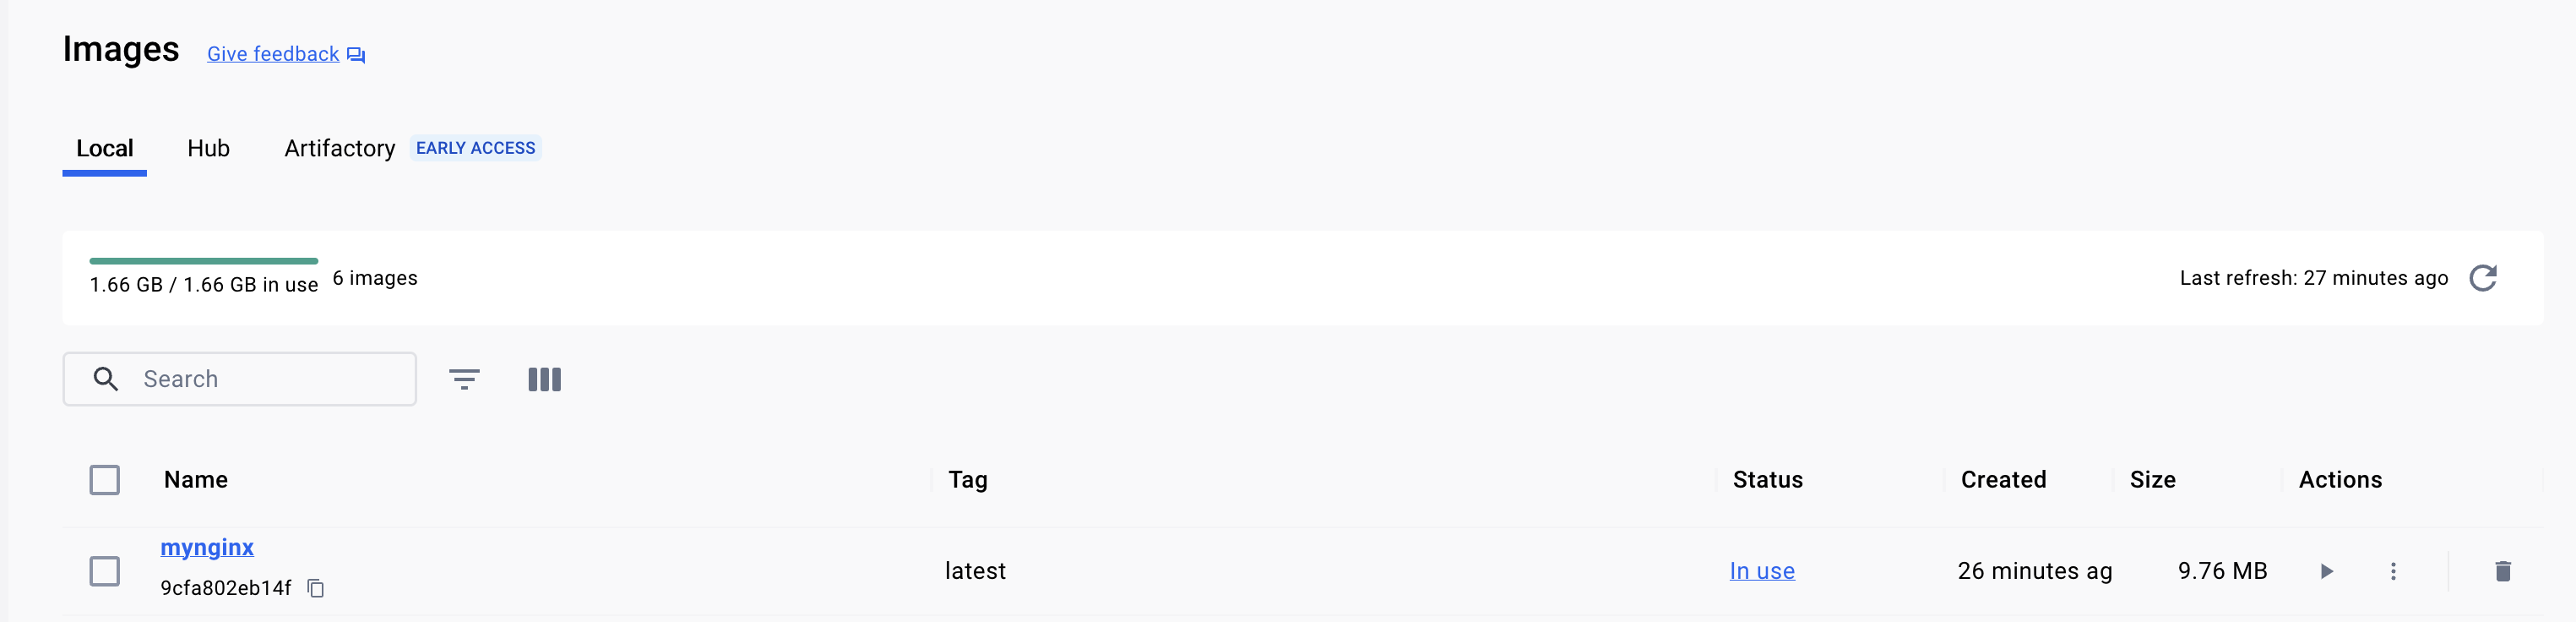 Images Give feedback
Local Hub Artifactory EARLY ACCESS
1.66 GB / 1.66 GB in use 6 images Last refresh: 27 minutes ago
Search
Name Tag Status Created Size Actions
mynginx
9cfa802eb14f latest In use 26 minutes ag 9.76 MB